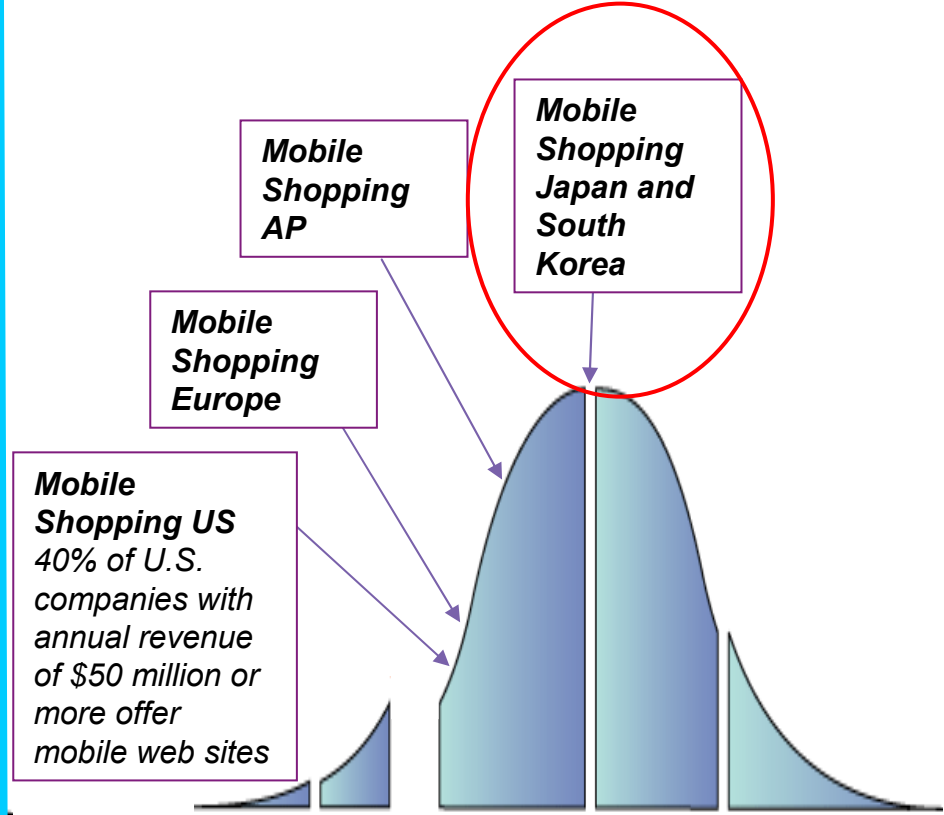 Mobile
Shopping
Japan and
South
Korea
Mobile
Shopping
AP
Mobile
Shopping
Europe
Mobile
Shopping US
40% of U.S.
companies with
annual revenue
of $50 million or
more offer
mobile web sites